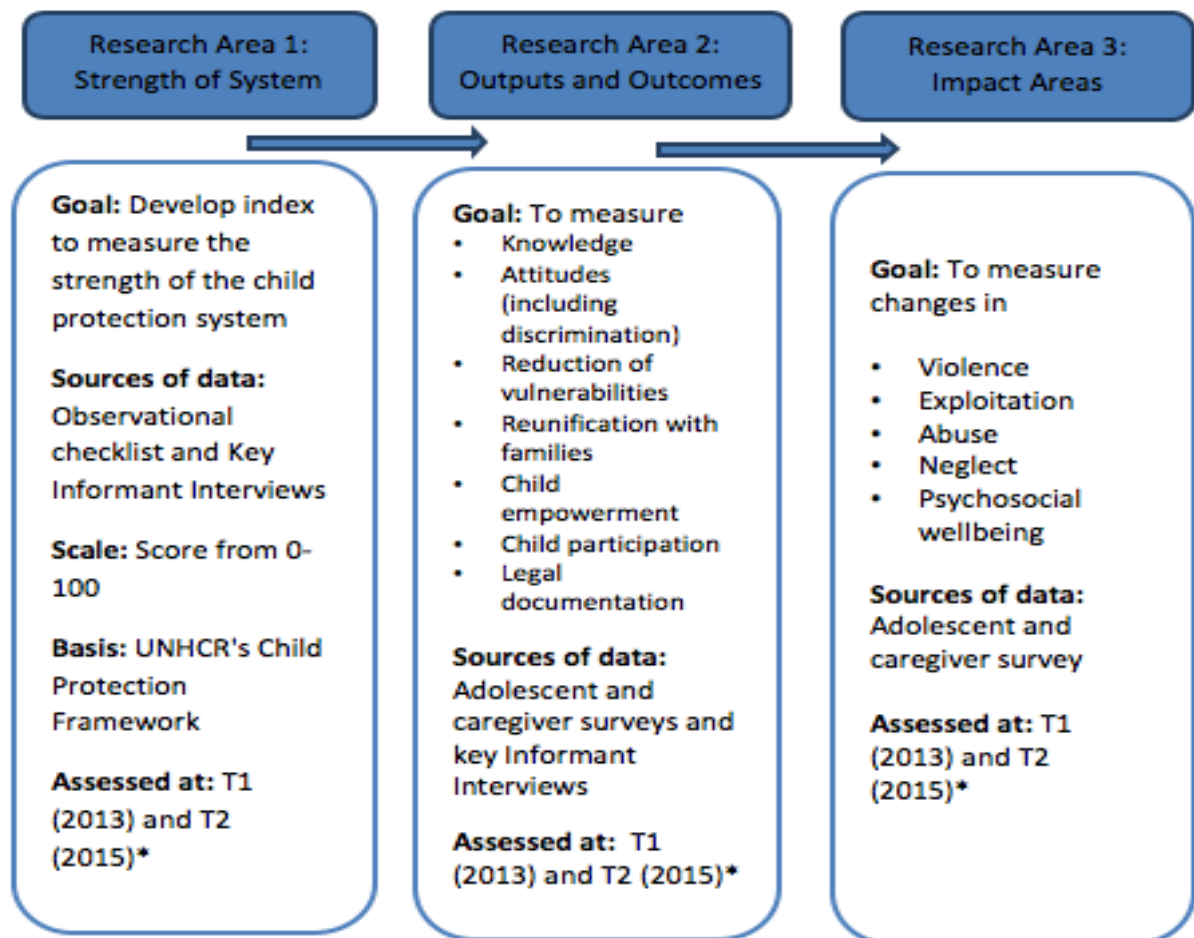 Research Area 1:
Strength of System
Goal: Develop index
to measure the
strength of the child
protection system
Sources of data:
Observational
checklist and Key
Informant Interviews
Scale: Score from 0-
100
Basis: UNHCR's Child
Protection
Framework
Assessed at: T1
(2013) and T2
(2015)*
Research Area 2:
Outputs and Outcomes
Goal: To measure
• Knowledge
• Attitudes
(including
discrimination)
• Reduction of
vulnerabilities
• Reunification with
families
• Child
empowerment
• Child participation
• Legal
documentation
Sources of data:
Adolescent and
caregiver surveys and
key Informant
Interviews
Assessed at: T1
(2013) and T2 (2015)*
Research Area 3:
Impact Areas
Goal: To measure
changes in
• Violence
• Exploitation
• Abuse
• Neglect
• Psychosocial
wellbeing
Sources of data:
Adolescent and
caregiver survey
Assessed at: T1
(2013) and T2
(2015)*